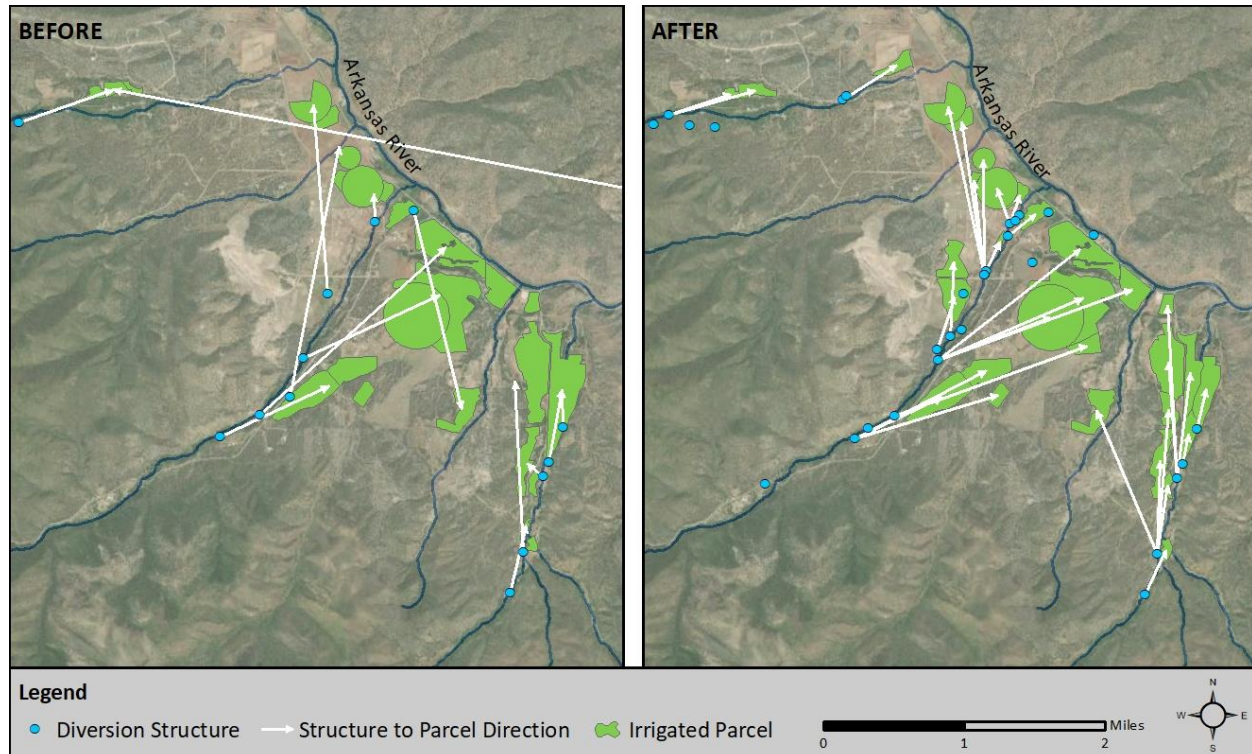 BEFORE
Arkansas River
AFTER
Arkansas River
Legend
Diversion Structure
Structure to Parcel Direction
Irrigated Parcel
Miles
0 1 2
N
W E
S